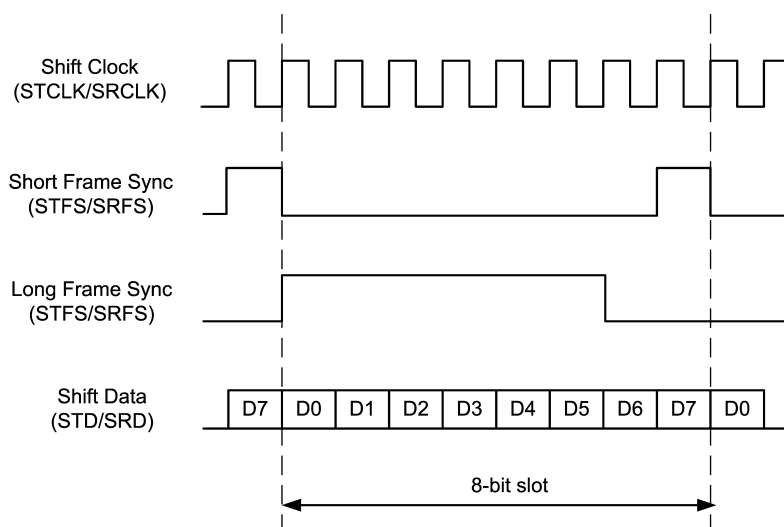 Shift Clock
(STCLK/SRCLK)
Short Frame Sync
(STFS/SRFS)
Long Frame Sync
(STFS/SRFS)
Shift Data
(STD/SRD)
D7 D0 D1 D2 D3 D4 D5 D6 D7 D0
8-bit slot